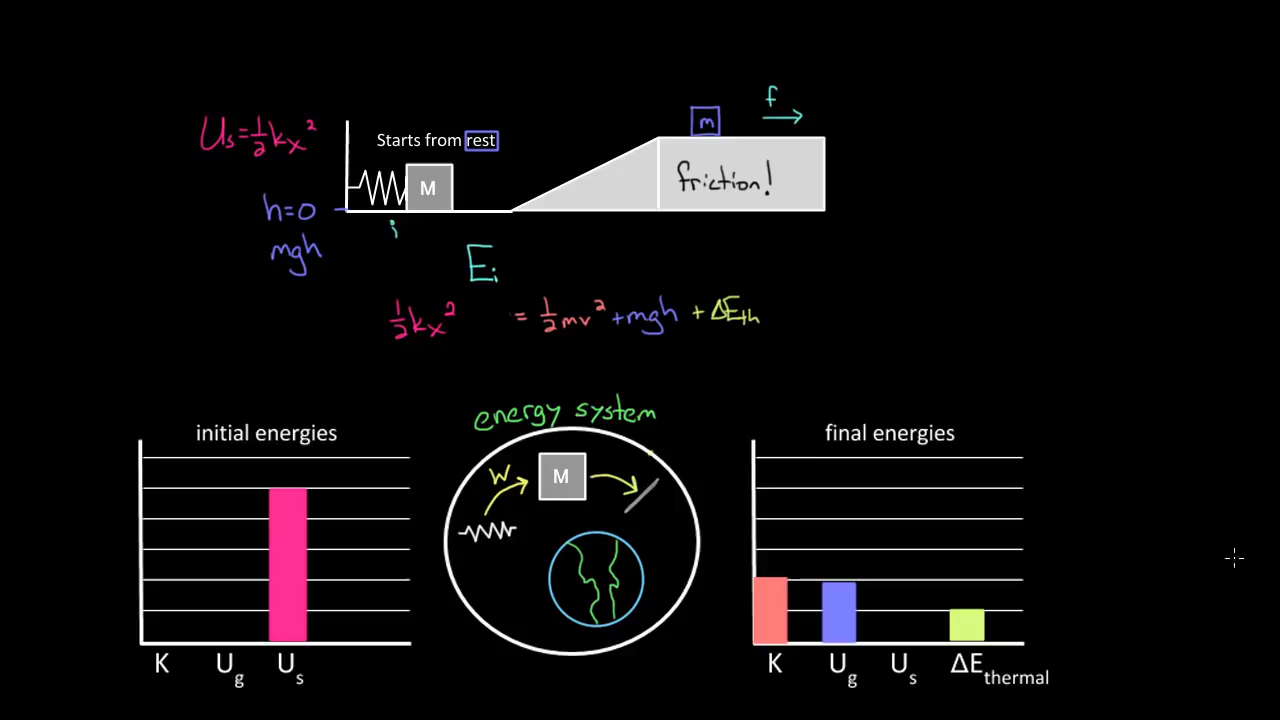 Us=½kx²
Starts from rest
f
m
M
friction!
h=0
i
mgh
Ei
½kx² = ½mv² + mgh + ΔEth
energy system
initial energies
final energies
W
M
K Ug Us
K Ug Us ΔEthermal